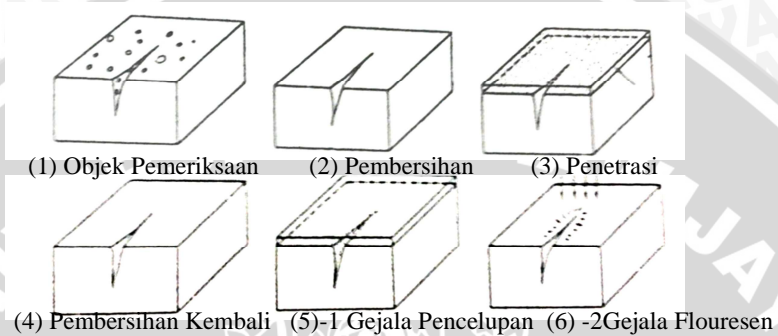 (1) Objek Pemeriksaan (2) Pembersihan (3) Penetrasi
(4) Pembersihan Kembali (5)-1 Gejala Pencelupan (6) -2Gejala Flouresen